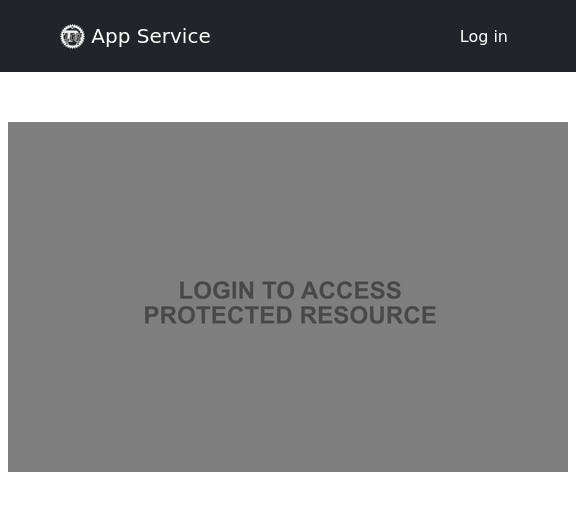 App Service
Log in
LOGIN TO ACCESS
PROTECTED RESOURCE